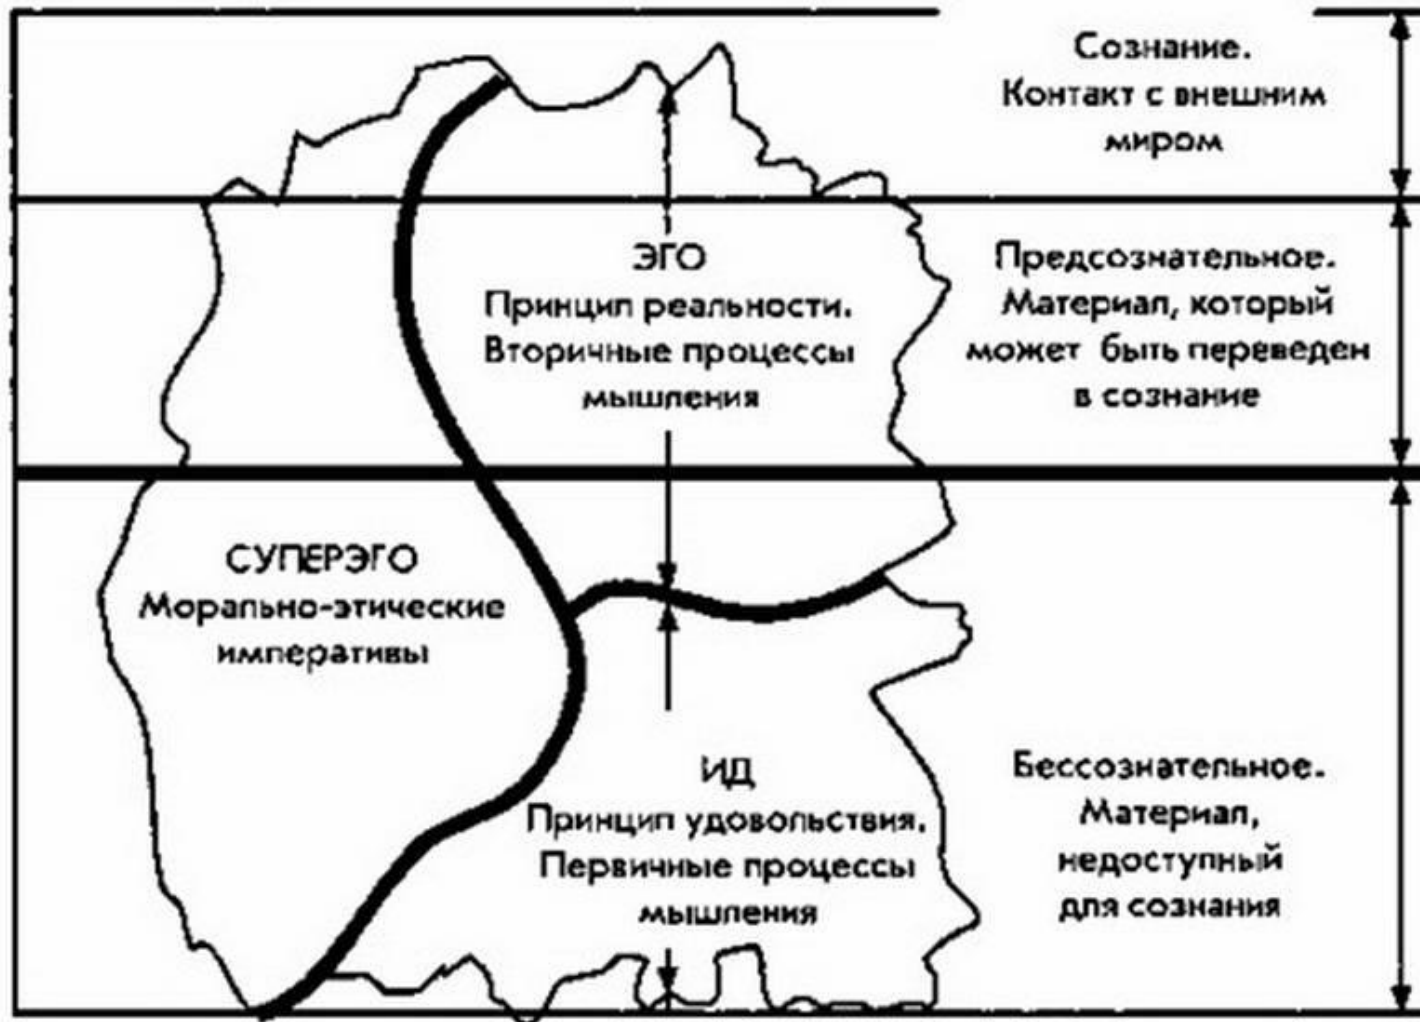 Сознание.
Контакт с внешним
миром
ЭГО
Принцип реальности.
Вторичные процессы
мышления
Предсознательное.
Материал, который
может быть переведен
в сознание
СУПЕРЭГО
Морально-этические
императивы
ИД
Принцип удовольствия.
Первичные процессы
мышления
Бессознательное.
Материал,
недоступный
для сознания